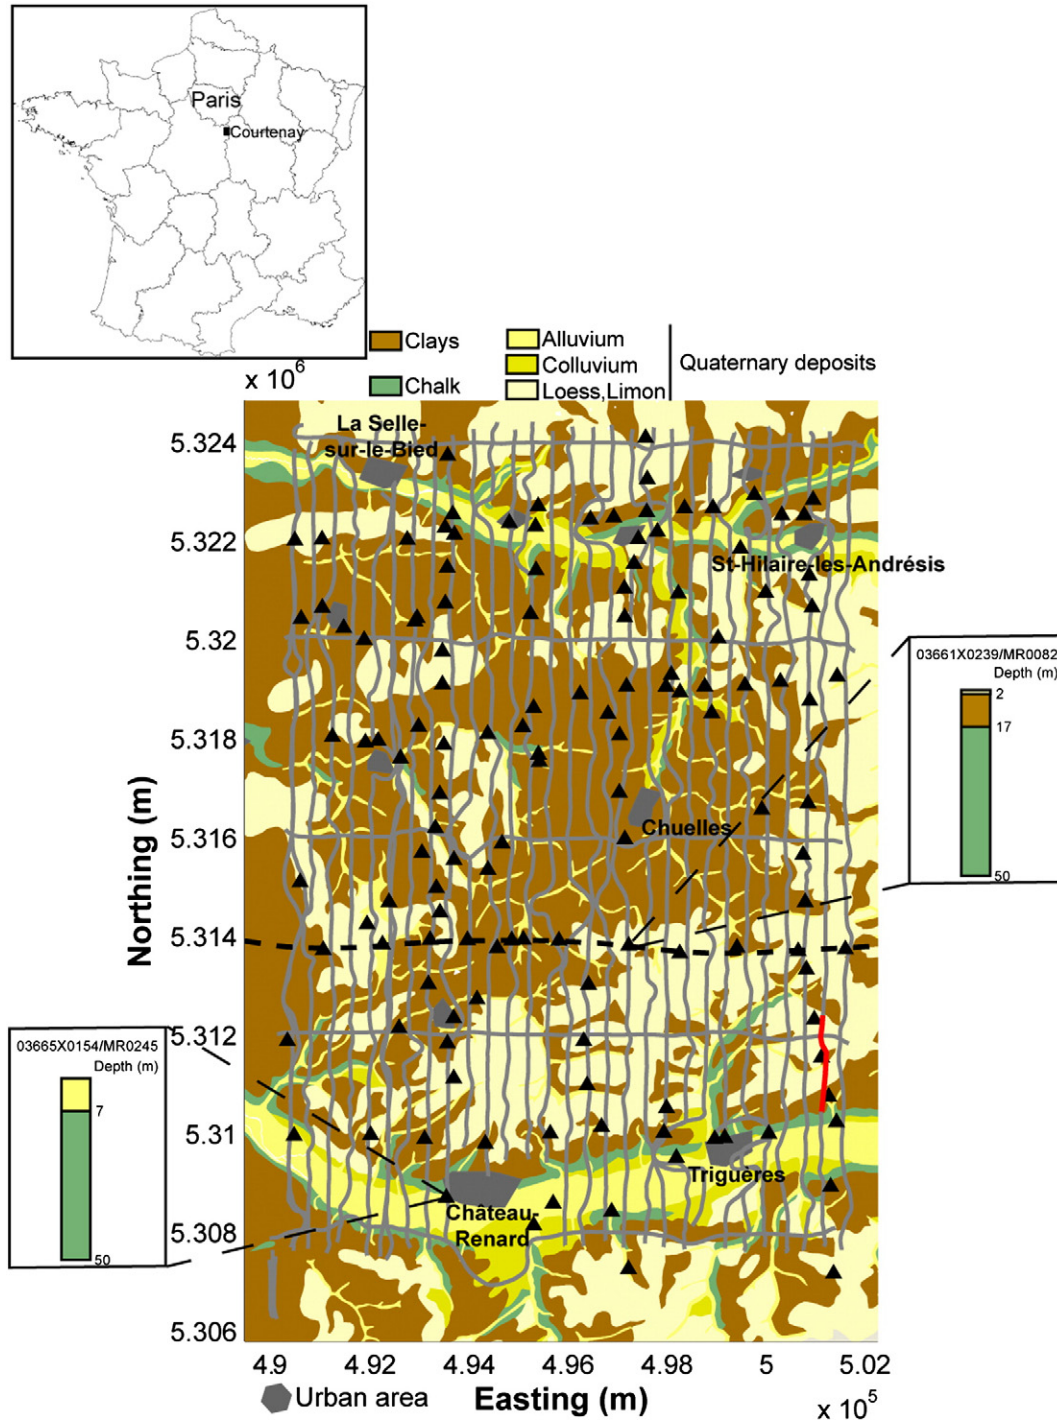 Paris
Courtenay
Clays
Chalk
Alluvium
Colluvium
Loess,Limon
Quaternary deposits
x 10^6
5.324
5.322
5.32
5.318
5.316
5.314
5.312
5.31
5.308
5.306
Northing (m)
La Selle-
sur-le-Bied
St-Hilaire-les-Andrésis
Chuelles
Triguères
Château-
Renard
03661X0239/MR0082
Depth (m)
2
17
50
03665X0154/MR0245
Depth (m)
7
50
4.9
4.92
4.94
4.96
4.98
5
5.02
Urban area
Easting (m)
x 10^5